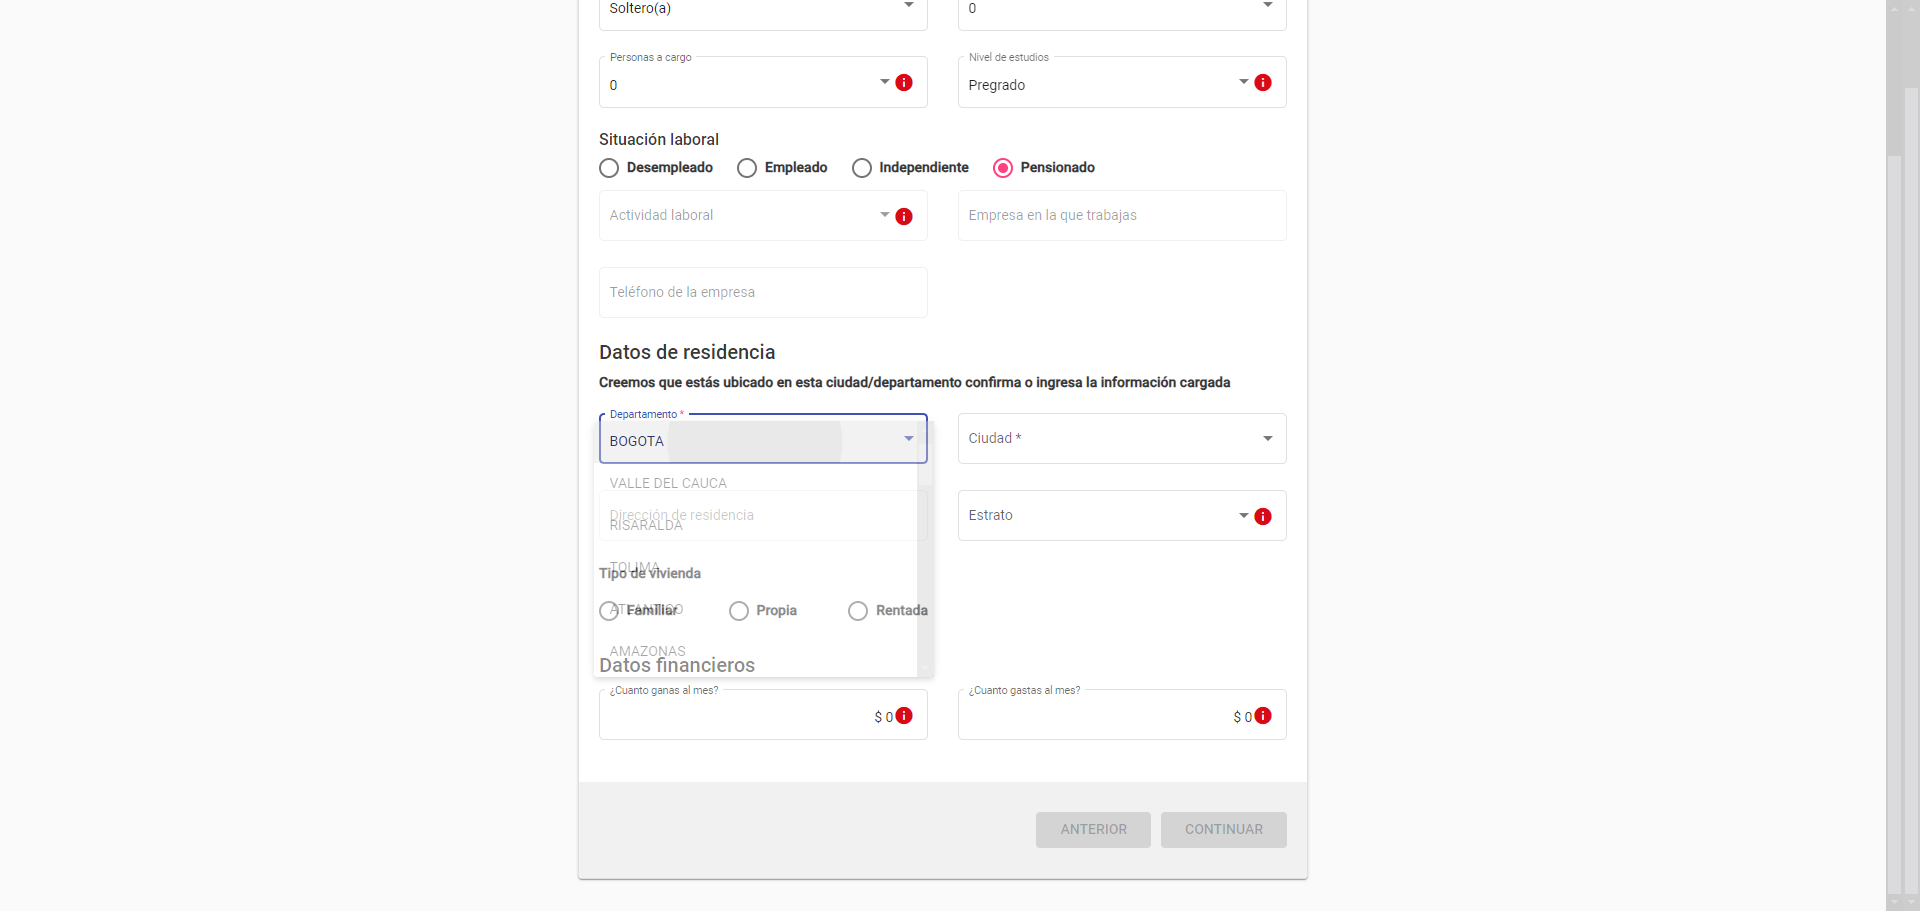 Soltero(a)
0
Personas a cargo
0
Nivel de estudios
Pregrado
Situación laboral
Desempleado
Empleado
Independiente
Pensionado
Actividad laboral
Empresa en la que trabajas
Teléfono de la empresa
Datos de residencia
Creemos que estás ubicado en esta ciudad/departamento confirma o ingresa la información cargada
Departamento *
BOGOTA
Ciudad *
VALLE DEL CAUCA
Dirección de residencia
RISARALDA
Estrato
TOLIMA
Tipo de vivienda
ATLANTICO
Familiar
Propia
Rentada
AMAZONAS
Datos financieros
¿Cuanto ganas al mes?
$ 0
¿Cuanto gastas al mes?
$ 0
ANTERIOR
CONTINUAR